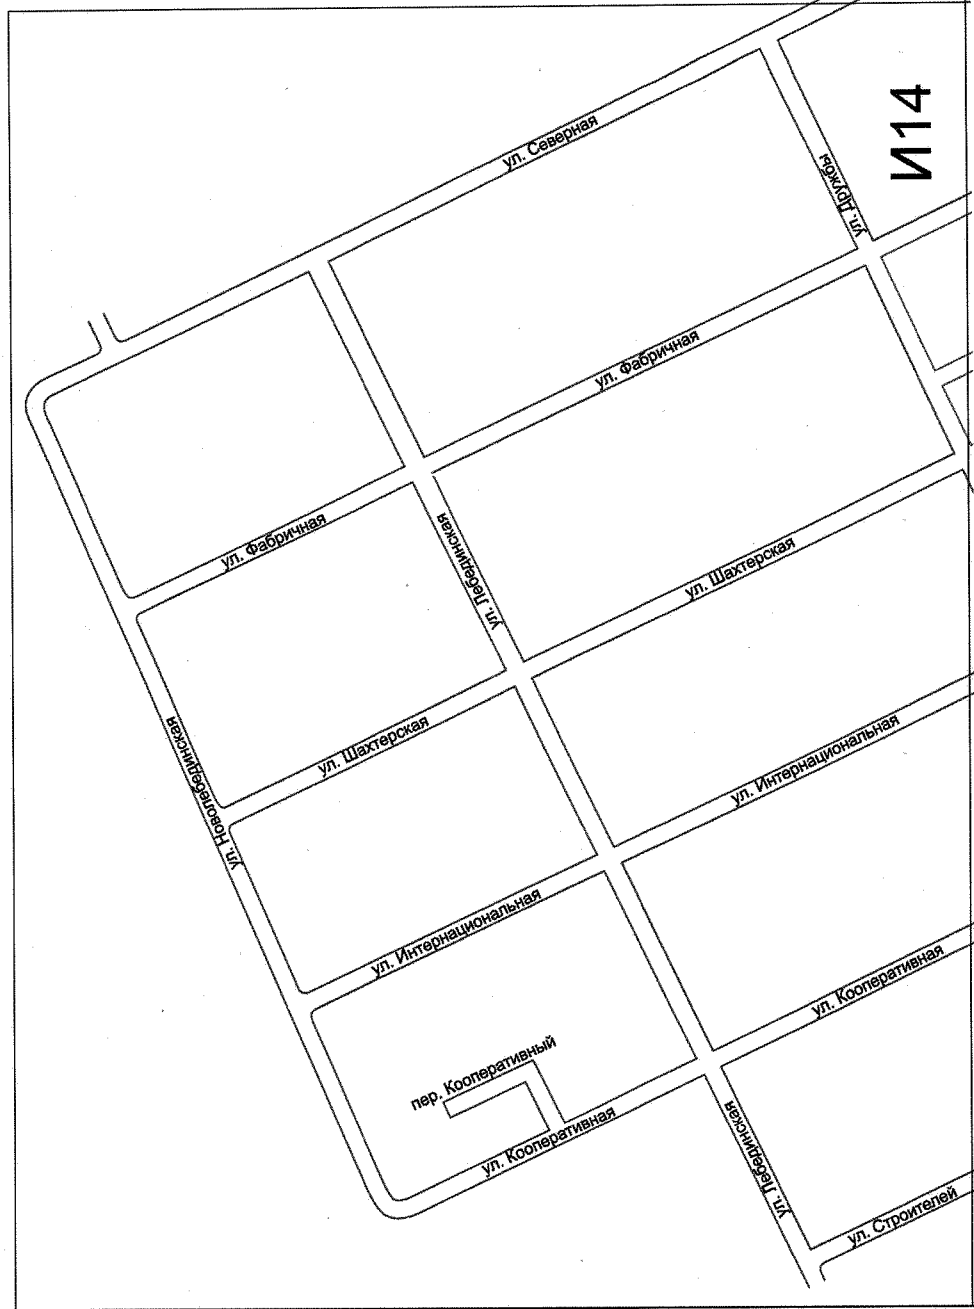 ул. Северная
И14
ул. Дружбы
ул. Фабричная
ул. Фабричная
ул. Лебединская
ул. Шахтерская
ул. Шахтерская
ул. Новолебединская
ул. Интернациональная
ул. Интернациональная
ул. Кооперативная
пер. Кооперативный
ул. Кооперативная
ул. Лебединская
ул. Строителей